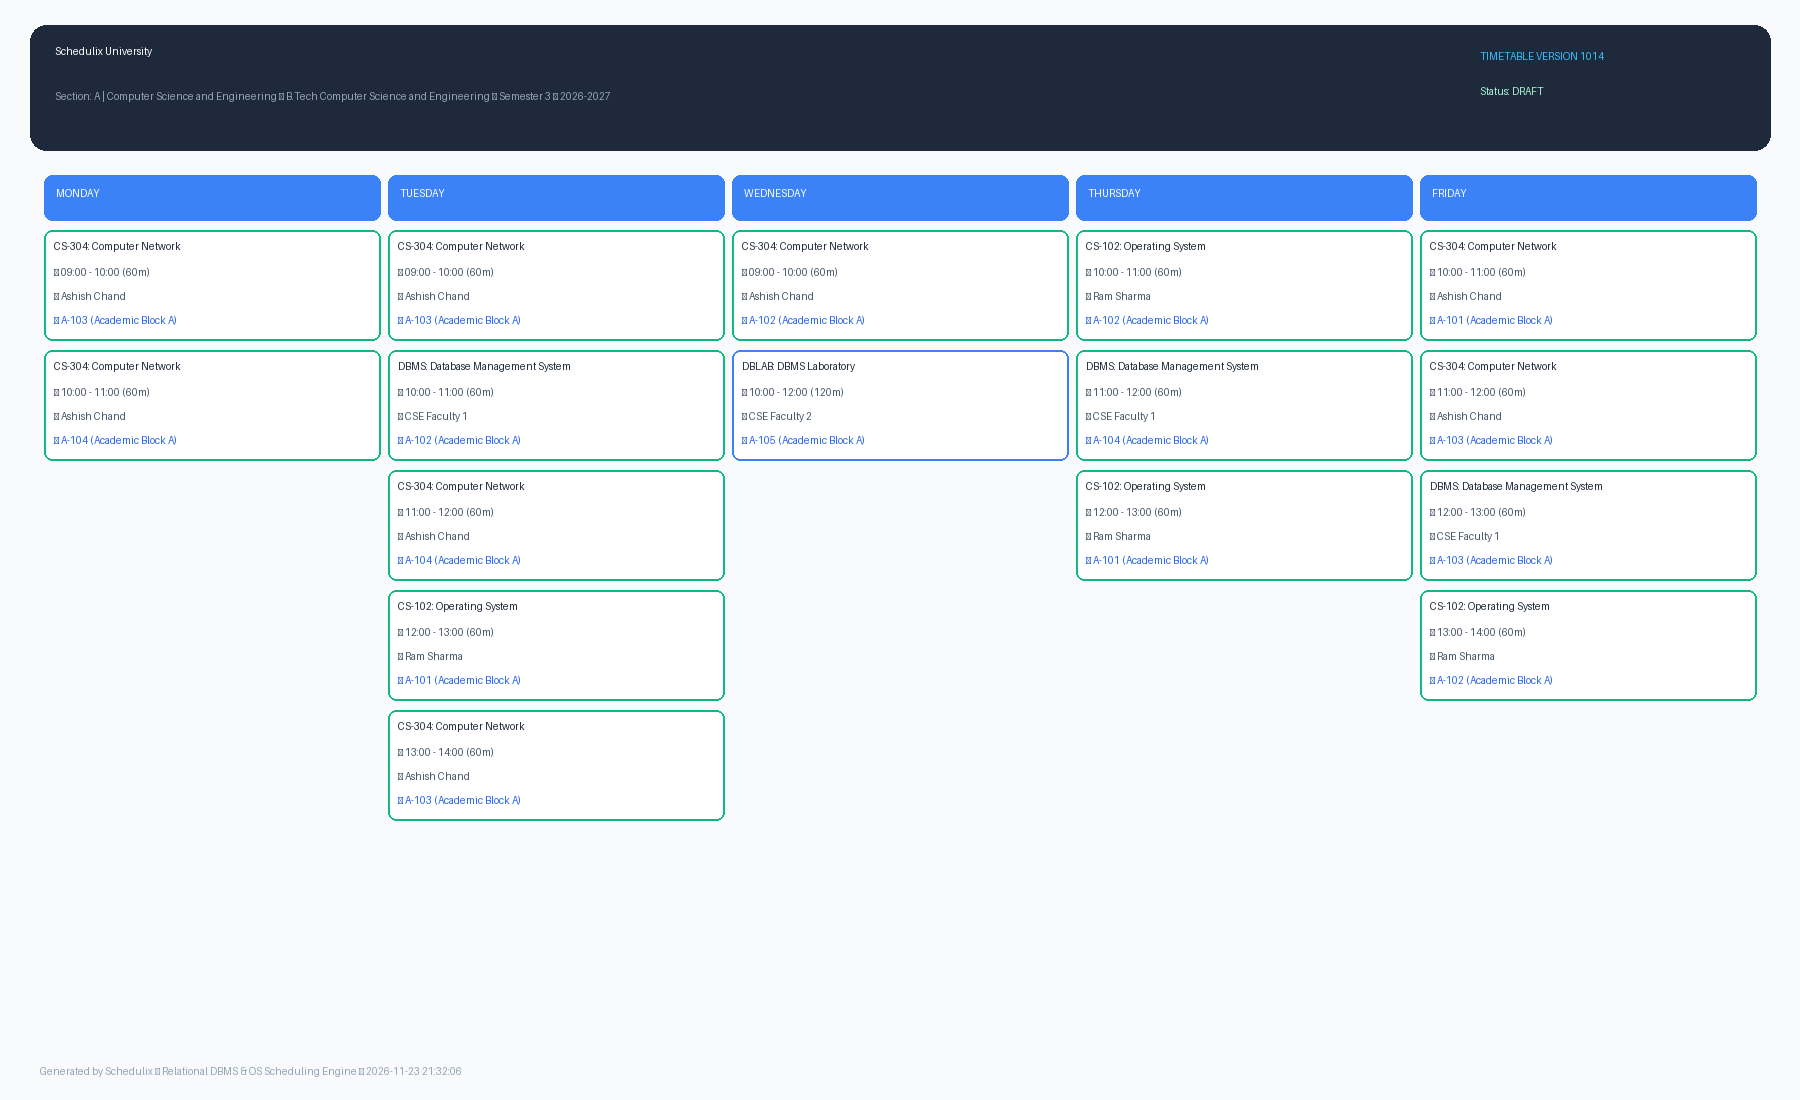 Schedulix University
TIMETABLE VERSION 1014
Section: A | Computer Science and Engineering ⊠ B.Tech Computer Science and Engineering ⊠ Semester 3 ⊠ 2026-2027
Status: DRAFT
MONDAY
CS-304: Computer Network
⊠ 09:00 - 10:00 (60m)
⊠ Ashish Chand
⊠ A-103 (Academic Block A)
CS-304: Computer Network
⊠ 10:00 - 11:00 (60m)
⊠ Ashish Chand
⊠ A-104 (Academic Block A)
TUESDAY
CS-304: Computer Network
⊠ 09:00 - 10:00 (60m)
⊠ Ashish Chand
⊠ A-103 (Academic Block A)
DBMS: Database Management System
⊠ 10:00 - 11:00 (60m)
⊠ CSE Faculty 1
⊠ A-102 (Academic Block A)
CS-304: Computer Network
⊠ 11:00 - 12:00 (60m)
⊠ Ashish Chand
⊠ A-104 (Academic Block A)
CS-102: Operating System
⊠ 12:00 - 13:00 (60m)
⊠ Ram Sharma
⊠ A-101 (Academic Block A)
CS-304: Computer Network
⊠ 13:00 - 14:00 (60m)
⊠ Ashish Chand
⊠ A-103 (Academic Block A)
WEDNESDAY
CS-304: Computer Network
⊠ 09:00 - 10:00 (60m)
⊠ Ashish Chand
⊠ A-102 (Academic Block A)
DBLAB: DBMS Laboratory
⊠ 10:00 - 12:00 (120m)
⊠ CSE Faculty 2
⊠ A-105 (Academic Block A)
THURSDAY
CS-102: Operating System
⊠ 10:00 - 11:00 (60m)
⊠ Ram Sharma
⊠ A-102 (Academic Block A)
DBMS: Database Management System
⊠ 11:00 - 12:00 (60m)
⊠ CSE Faculty 1
⊠ A-104 (Academic Block A)
CS-102: Operating System
⊠ 12:00 - 13:00 (60m)
⊠ Ram Sharma
⊠ A-101 (Academic Block A)
FRIDAY
CS-304: Computer Network
⊠ 10:00 - 11:00 (60m)
⊠ Ashish Chand
⊠ A-101 (Academic Block A)
CS-304: Computer Network
⊠ 11:00 - 12:00 (60m)
⊠ Ashish Chand
⊠ A-103 (Academic Block A)
DBMS: Database Management System
⊠ 12:00 - 13:00 (60m)
⊠ CSE Faculty 1
⊠ A-103 (Academic Block A)
CS-102: Operating System
⊠ 13:00 - 14:00 (60m)
⊠ Ram Sharma
⊠ A-102 (Academic Block A)
Generated by Schedulix ⊠ Relational DBMS & OS Scheduling Engine ⊠ 2026-11-23 21:32:06